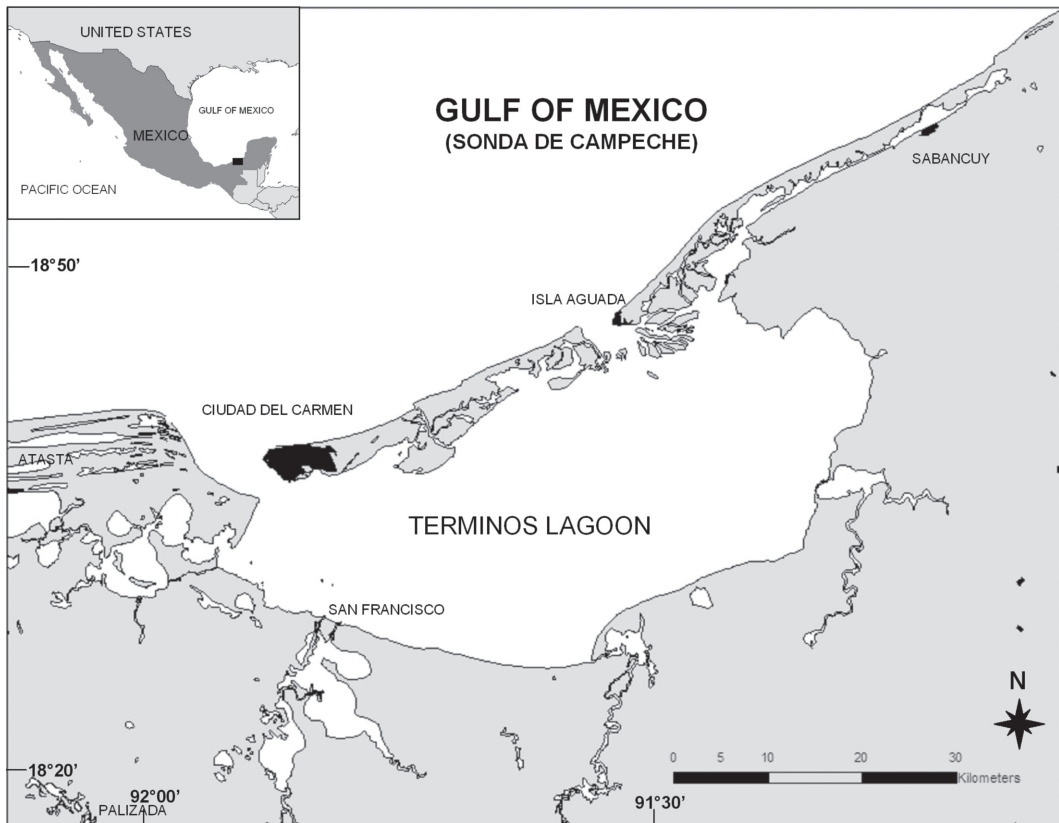 UNITED STATES
GULF OF MEXICO
MEXICO
PACIFIC OCEAN
GULF OF MEXICO
(SONDA DE CAMPECHE)
SABANCUY
18°50'
ISLA AGUADA
CIUDAD DEL CARMEN
ATASTA
TERMINOS LAGOON
SAN FRANCISCO
N
0 5 10 20 30
Kilometers
18°20'
92°00'
91°30'
PALIZADA